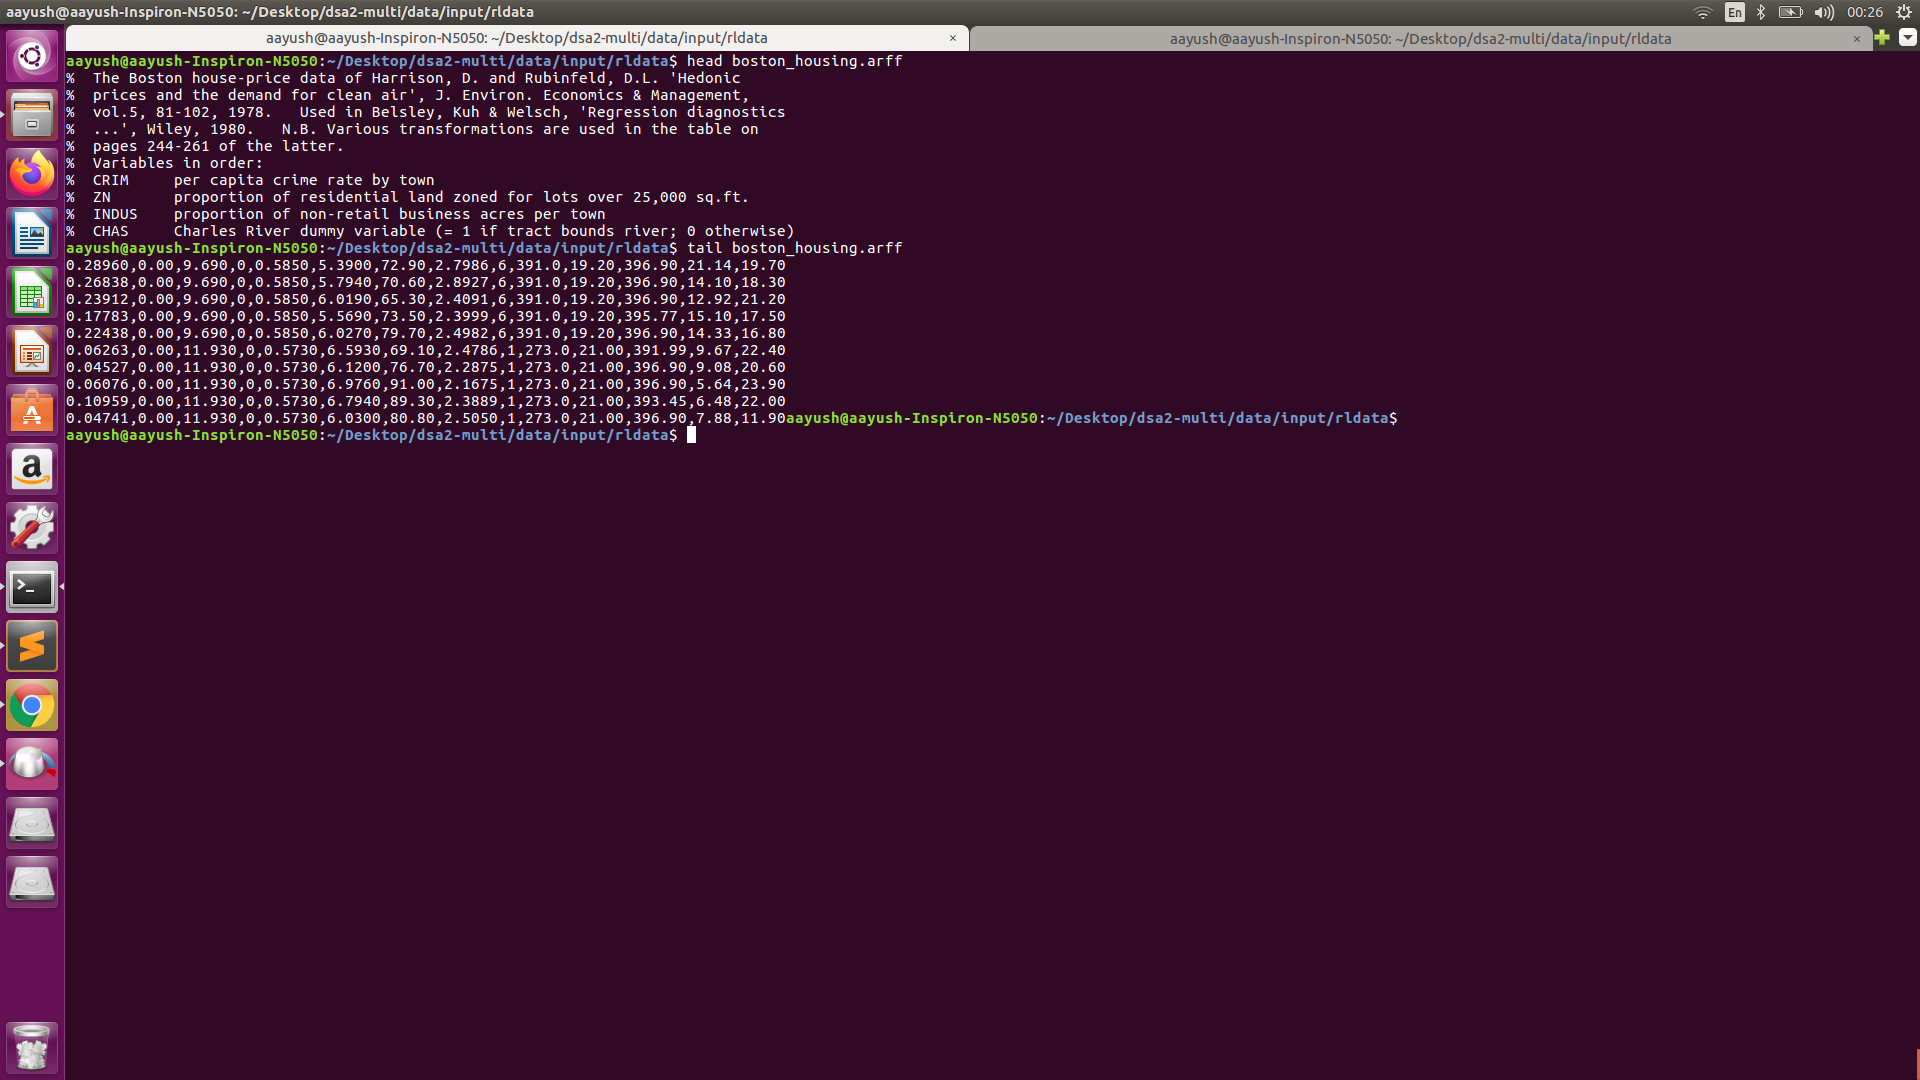 aayush@aayush-Inspiron-N5050: ~/Desktop/dsa2-multi/data/input/rldata
En
00:26
aayush@aayush-Inspiron-N5050: ~/Desktop/dsa2-multi/data/input/rldata ×
aayush@aayush-Inspiron-N5050: ~/Desktop/dsa2-multi/data/input/rldata ×
aayush@aayush-Inspiron-N5050:~/Desktop/dsa2-multi/data/input/rldata$ head boston_housing.arff
%  The Boston house-price data of Harrison, D. and Rubinfeld, D.L. 'Hedonic
%  prices and the demand for clean air', J. Environ. Economics & Management,
%  vol.5, 81-102, 1978.   Used in Belsley, Kuh & Welsch, 'Regression diagnostics
%  ...', Wiley, 1980.   N.B. Various transformations are used in the table on
%  pages 244-261 of the latter.
%  Variables in order:
%  CRIM     per capita crime rate by town
%  ZN       proportion of residential land zoned for lots over 25,000 sq.ft.
%  INDUS    proportion of non-retail business acres per town
%  CHAS     Charles River dummy variable (= 1 if tract bounds river; 0 otherwise)
aayush@aayush-Inspiron-N5050:~/Desktop/dsa2-multi/data/input/rldata$ tail boston_housing.arff
0.28960,0.00,9.690,0,0.5850,5.3900,72.90,2.7986,6,391.0,19.20,396.90,21.14,19.70
0.26838,0.00,9.690,0,0.5850,5.7940,70.60,2.8927,6,391.0,19.20,396.90,14.10,18.30
0.23912,0.00,9.690,0,0.5850,6.0190,65.30,2.4091,6,391.0,19.20,396.90,12.92,21.20
0.17783,0.00,9.690,0,0.5850,5.5690,73.50,2.3999,6,391.0,19.20,395.77,15.10,17.50
0.22438,0.00,9.690,0,0.5850,6.0270,79.70,2.4982,6,391.0,19.20,396.90,14.33,16.80
0.06263,0.00,11.930,0,0.5730,6.5930,69.10,2.4786,1,273.0,21.00,391.99,9.67,22.40
0.04527,0.00,11.930,0,0.5730,6.1200,76.70,2.2875,1,273.0,21.00,396.90,9.08,20.60
0.06076,0.00,11.930,0,0.5730,6.9760,91.00,2.1675,1,273.0,21.00,396.90,5.64,23.90
0.10959,0.00,11.930,0,0.5730,6.7940,89.30,2.3889,1,273.0,21.00,393.45,6.48,22.00
0.04741,0.00,11.930,0,0.5730,6.0300,80.80,2.5050,1,273.0,21.00,396.90,7.88,11.90aayush@aayush-Inspiron-N5050:~/Desktop/dsa2-multi/data/input/rldata$
aayush@aayush-Inspiron-N5050:~/Desktop/dsa2-multi/data/input/rldata$